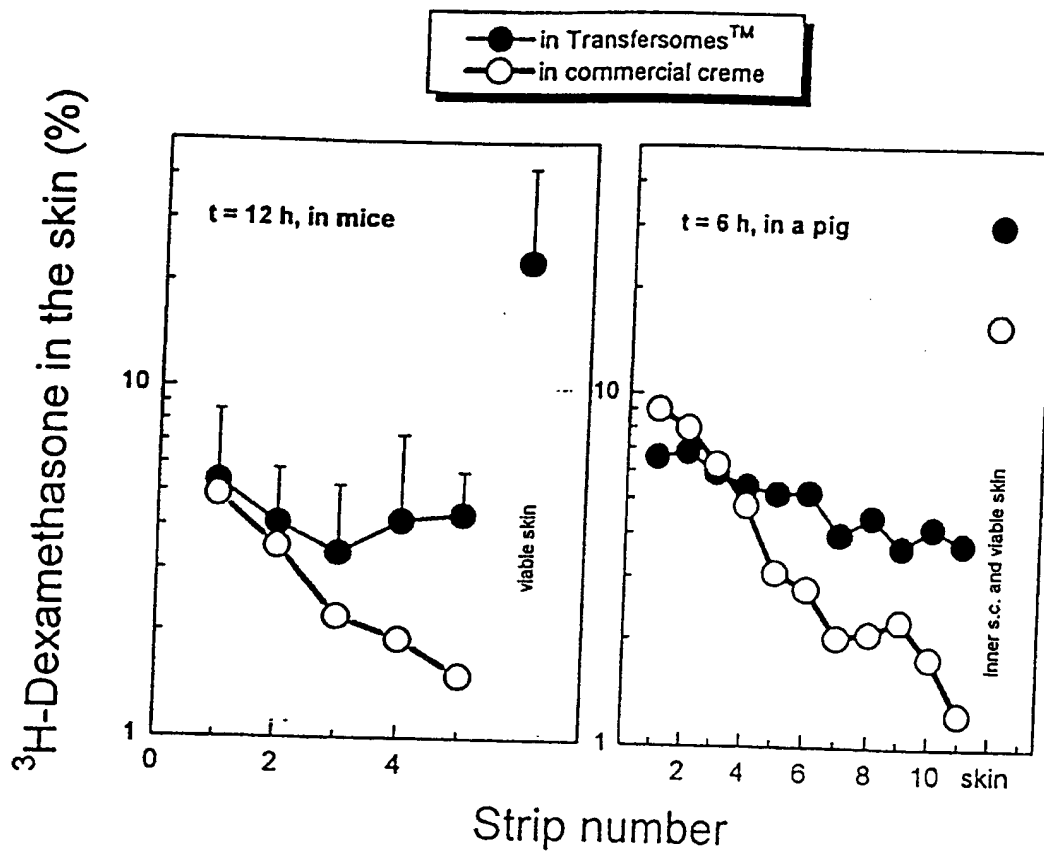 in Transfersomes™
in commercial creme
³H-Dexamethasone in the skin (%)
t = 12 h, in mice
10
1
0
2
4
viable skin
t = 6 h, in a pig
10
1
2
4
6
8
10
skin
Inner s.c. and viable skin
Strip number